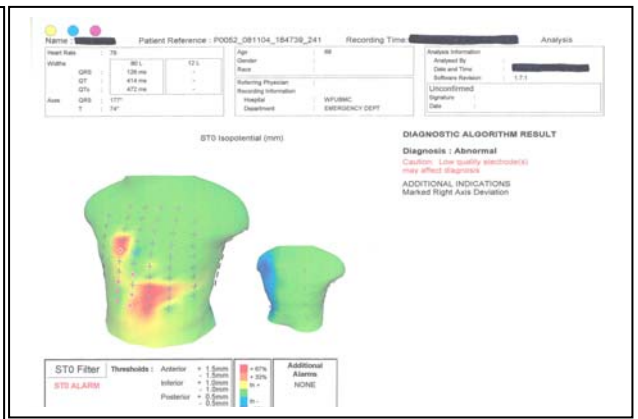 Name : Patient Reference : P0052_081104_184739_241 Recording Time: Analysis
Heart Rate : 78
Widths : 80 L 12 L
QRS : 138 ms -
QT : 414 ms -
QTc : 472 ms -
Axes QRS : 177°
T : 74°
Age : 68
Gender :
Race :
Referring Physician :
Recording Information
Hospital : WFUBMC
Department : EMERGENCY DEPT
Analysis Information
Analysed By :
Date and Time :
Software Revision : 1.7.1
Unconfirmed
Signature :
Date :
ST0 Isopotential (mm)
DIAGNOSTIC ALGORITHM RESULT
Diagnosis : Abnormal
Caution: Low quality electrode(s)
may affect diagnosis
ADDITIONAL INDICATIONS
Marked Right Axis Deviation
ST0 Filter
ST0 ALARM
Thresholds : Anterior + 1.5mm
- 1.5mm
Inferior + 1.0mm
- 1.0mm
Posterior + 0.5mm
- 0.5mm
+ 67%
+ 33%
th +
th -
Additional
Alarms
NONE